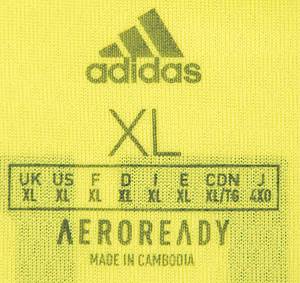 adidas
XL
UK US F D I E CDN J
XL XL XL XL XL XL XL/TG 4XO
AEROREADY
MADE IN CAMBODIA